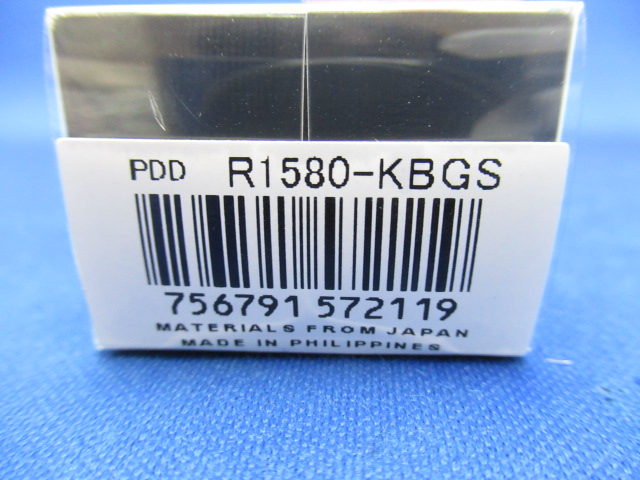 PDD R1580-KBGS
756791 572119
MATERIALS FROM JAPAN
MADE IN PHILIPPINES